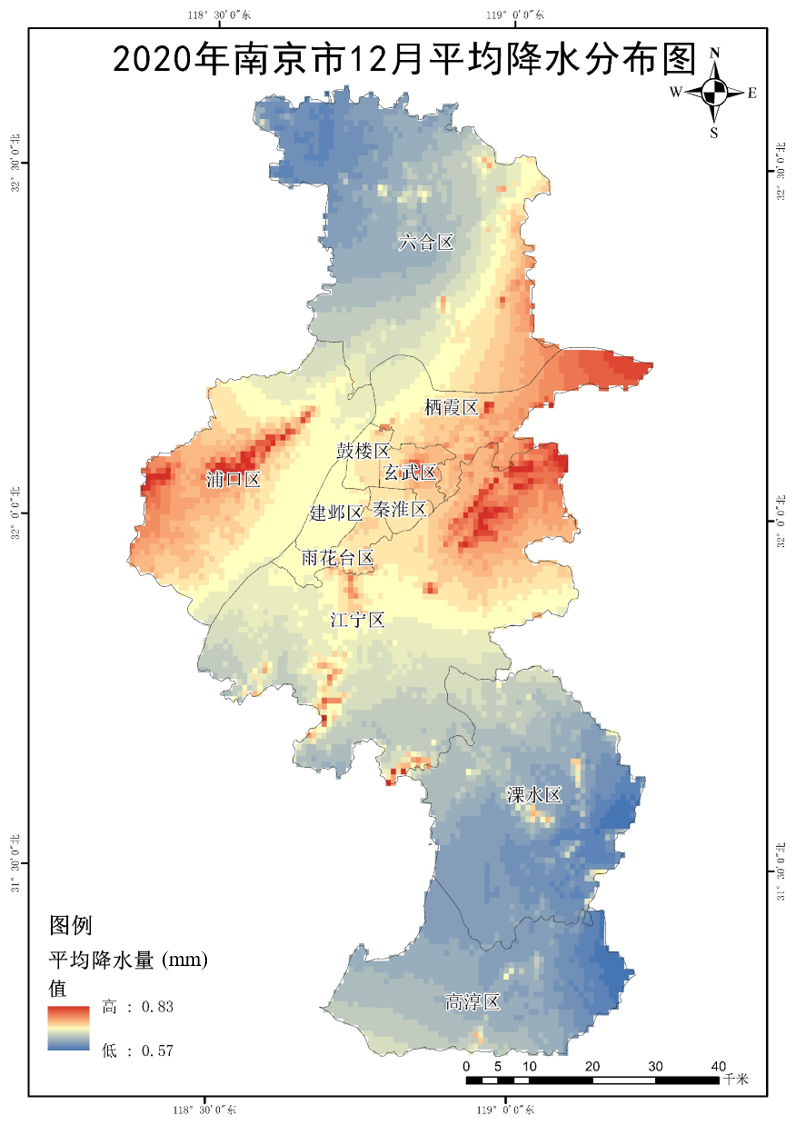 118° 30'0"东
119° 0'0"东
2020年南京市12月平均降水分布图
N
W
E
S
32° 30'0"北
32°
六合区
栖霞区
鼓楼区
玄武区
浦口区
建邺区
秦淮区
32° 0'0"北
32° 0'0"北
雨花台区
江宁区
溧水区
31° 30'0"北
31° 30'0"北
高淳区
图例
平均降水量 (mm)
值
高 : 0.83
低 : 0.57
0 5 10 20 30 40
千米
118° 30'0"东
119° 0'0"东